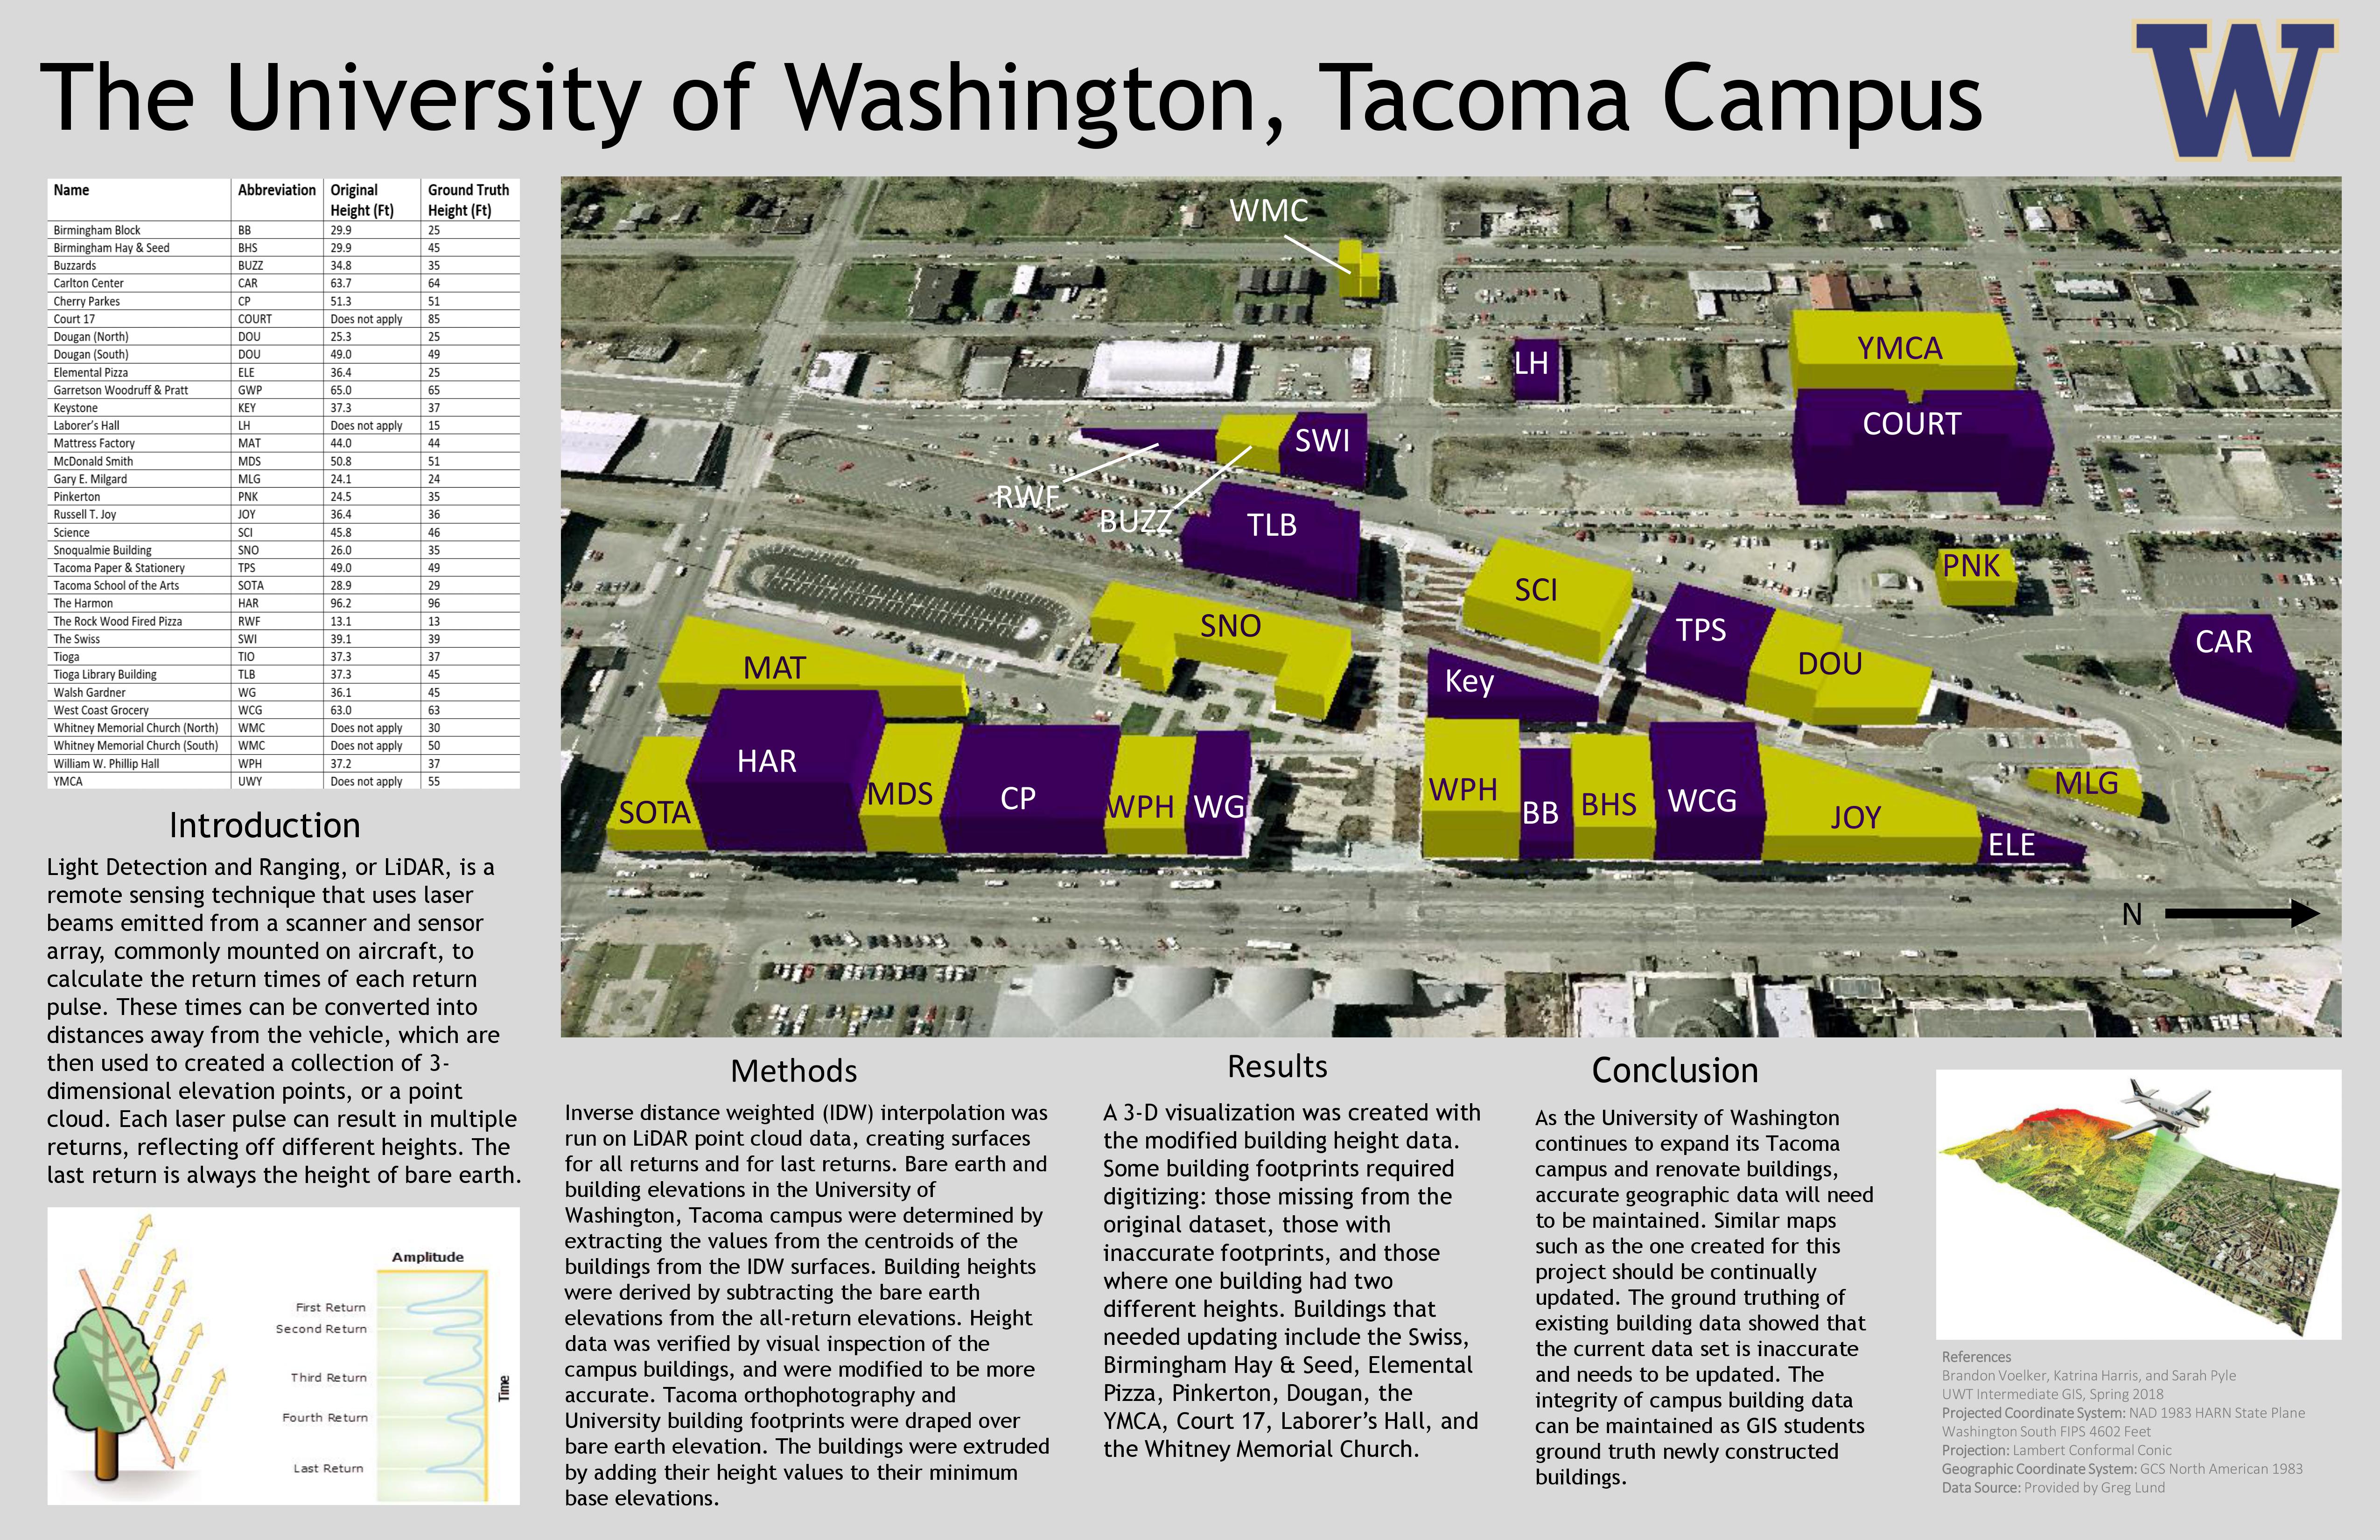 The University of Washington, Tacoma Campus
W
Name Abbreviation Original Height (Ft) Ground Truth Height (Ft)
Birmingham Block BB 29.9 25
Birmingham Hay & Seed BHS 29.9 45
Buzzards BUZZ 34.8 35
Carlton Center CAR 63.7 64
Cherry Parkes CP 51.3 51
Court 17 COURT Does not apply 85
Dougan (North) DOU 25.3 25
Dougan (South) DOU 49.0 49
Elemental Pizza ELE 36.4 25
Garretson Woodruff & Pratt GWP 65.0 65
Keystone KEY 37.3 37
Laborer's Hall LH Does not apply 15
Mattress Factory MAT 44.0 44
McDonald Smith MDS 50.8 51
Gary E. Milgard MLG 24.1 24
Pinkerton PNK 24.5 35
Russell T. Joy JOY 36.4 36
Science SCI 45.8 46
Snoqualmie Building SNO 26.0 35
Tacoma Paper & Stationery TPS 49.0 49
Tacoma School of the Arts SOTA 28.9 29
The Harmon HAR 96.2 96
The Rock Wood Fired Pizza RWF 13.1 13
The Swiss SWI 39.1 39
Tioga TIO 37.3 37
Tioga Library Building TLB 37.3 45
Walsh Gardner WG 36.1 45
West Coast Grocery WCG 63.0 63
Whitney Memorial Church (North) WMC Does not apply 30
Whitney Memorial Church (South) WMC Does not apply 50
William W. Phillip Hall WPH 37.2 37
YMCA UWY Does not apply 55
WMC
LH
YMCA
COURT
SWI
RWF
BUZZ
TLB
SCI
PNK
SNO
TPS
CAR
MAT
DOU
Key
HAR
SOTA
MDS
CP
WPH
WG
WPH
BB
BHS
WCG
JOY
MLG
ELE
N
Introduction
Light Detection and Ranging, or LiDAR, is a
remote sensing technique that uses laser
beams emitted from a scanner and sensor
array, commonly mounted on aircraft, to
calculate the return times of each return
pulse. These times can be converted into
distances away from the vehicle, which are
then used to created a collection of 3-
dimensional elevation points, or a point
cloud. Each laser pulse can result in multiple
returns, reflecting off different heights. The
last return is always the height of bare earth.
Amplitude
First Return
Second Return
Third Return
Fourth Return
Last Return
Time
Methods
Inverse distance weighted (IDW) interpolation was
run on LiDAR point cloud data, creating surfaces
for all returns and for last returns. Bare earth and
building elevations in the University of
Washington, Tacoma campus were determined by
extracting the values from the centroids of the
buildings from the IDW surfaces. Building heights
were derived by subtracting the bare earth
elevations from the all-return elevations. Height
data was verified by visual inspection of the
campus buildings, and were modified to be more
accurate. Tacoma orthophotography and
University building footprints were draped over
bare earth elevation. The buildings were extruded
by adding their height values to their minimum
base elevations.
Results
A 3-D visualization was created with
the modified building height data.
Some building footprints required
digitizing: those missing from the
original dataset, those with
inaccurate footprints, and those
where one building had two
different heights. Buildings that
needed updating include the Swiss,
Birmingham Hay & Seed, Elemental
Pizza, Pinkerton, Dougan, the
YMCA, Court 17, Laborer's Hall, and
the Whitney Memorial Church.
Conclusion
As the University of Washington
continues to expand its Tacoma
campus and renovate buildings,
accurate geographic data will need
to be maintained. Similar maps
such as the one created for this
project should be continually
updated. The ground truthing of
existing building data showed that
the current data set is inaccurate
and needs to be updated. The
integrity of campus building data
can be maintained as GIS students
ground truth newly constructed
buildings.
References
Brandon Voelker, Katrina Harris, and Sarah Pyle
UWT Intermediate GIS, Spring 2018
Projected Coordinate System: NAD 1983 HARN State Plane
Washington South FIPS 4602 Feet
Projection: Lambert Conformal Conic
Geographic Coordinate System: GCS North American 1983
Data Source: Provided by Greg Lund